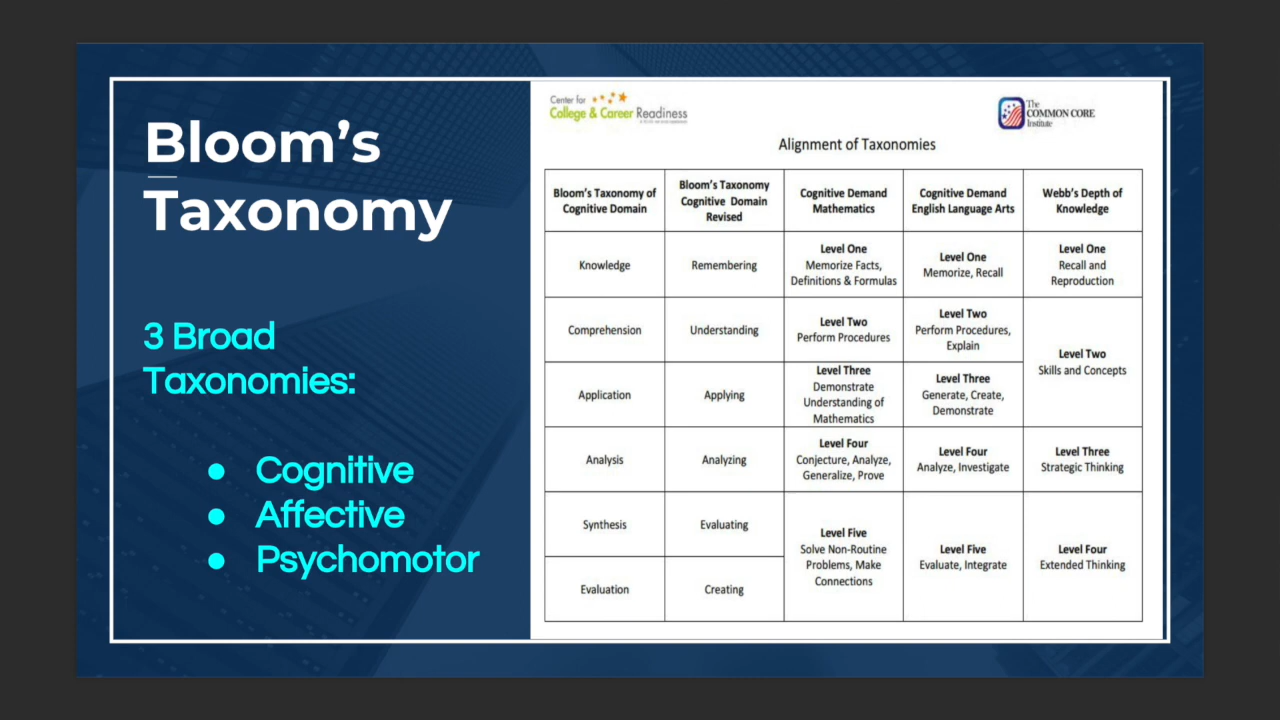 Bloom's
Taxonomy
3 Broad
Taxonomies:
● Cognitive
● Affective
● Psychomotor
Center for
College & Career Readiness
The
COMMON CORE
Institute
Alignment of Taxonomies
Bloom's Taxonomy of
Cognitive Domain
Bloom's Taxonomy
Cognitive Domain
Revised
Cognitive Demand
Mathematics
Cognitive Demand
English Language Arts
Webb's Depth of
Knowledge
Knowledge
Remembering
Level One
Memorize Facts,
Definitions & Formulas
Level One
Memorize, Recall
Level One
Recall and
Reproduction
Comprehension
Understanding
Level Two
Perform Procedures
Level Two
Perform Procedures,
Explain
Level Two
Skills and Concepts
Application
Applying
Level Three
Demonstrate
Understanding of
Mathematics
Level Three
Generate, Create,
Demonstrate
Analysis
Analyzing
Level Four
Conjecture, Analyze,
Generalize, Prove
Level Four
Analyze, Investigate
Level Three
Strategic Thinking
Synthesis
Evaluating
Level Five
Solve Non-Routine
Problems, Make
Connections
Level Five
Evaluate, Integrate
Level Four
Extended Thinking
Evaluation
Creating